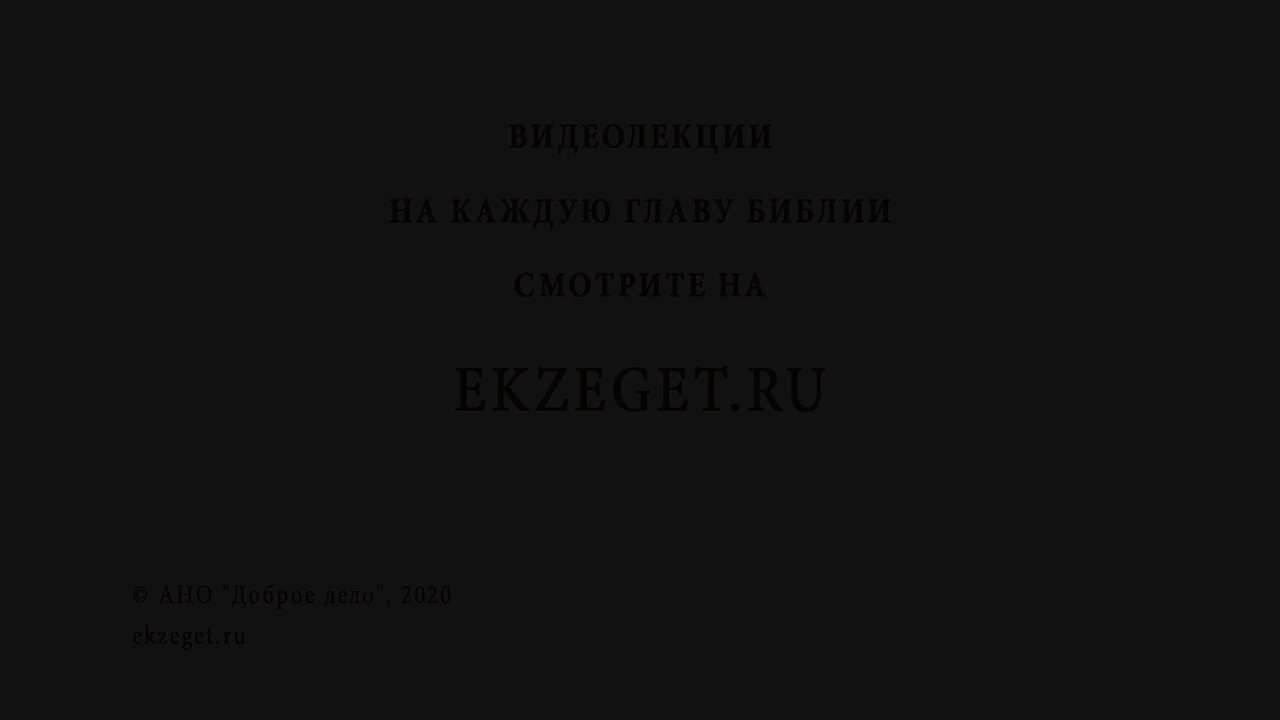 ВИДЕОЛЕКЦИИ
НА КАЖДУЮ ГЛАВУ БИБЛИИ
СМОТРИТЕ НА
EKZEGET.RU
© АНО "Доброе дело", 2020
ekzeget.ru